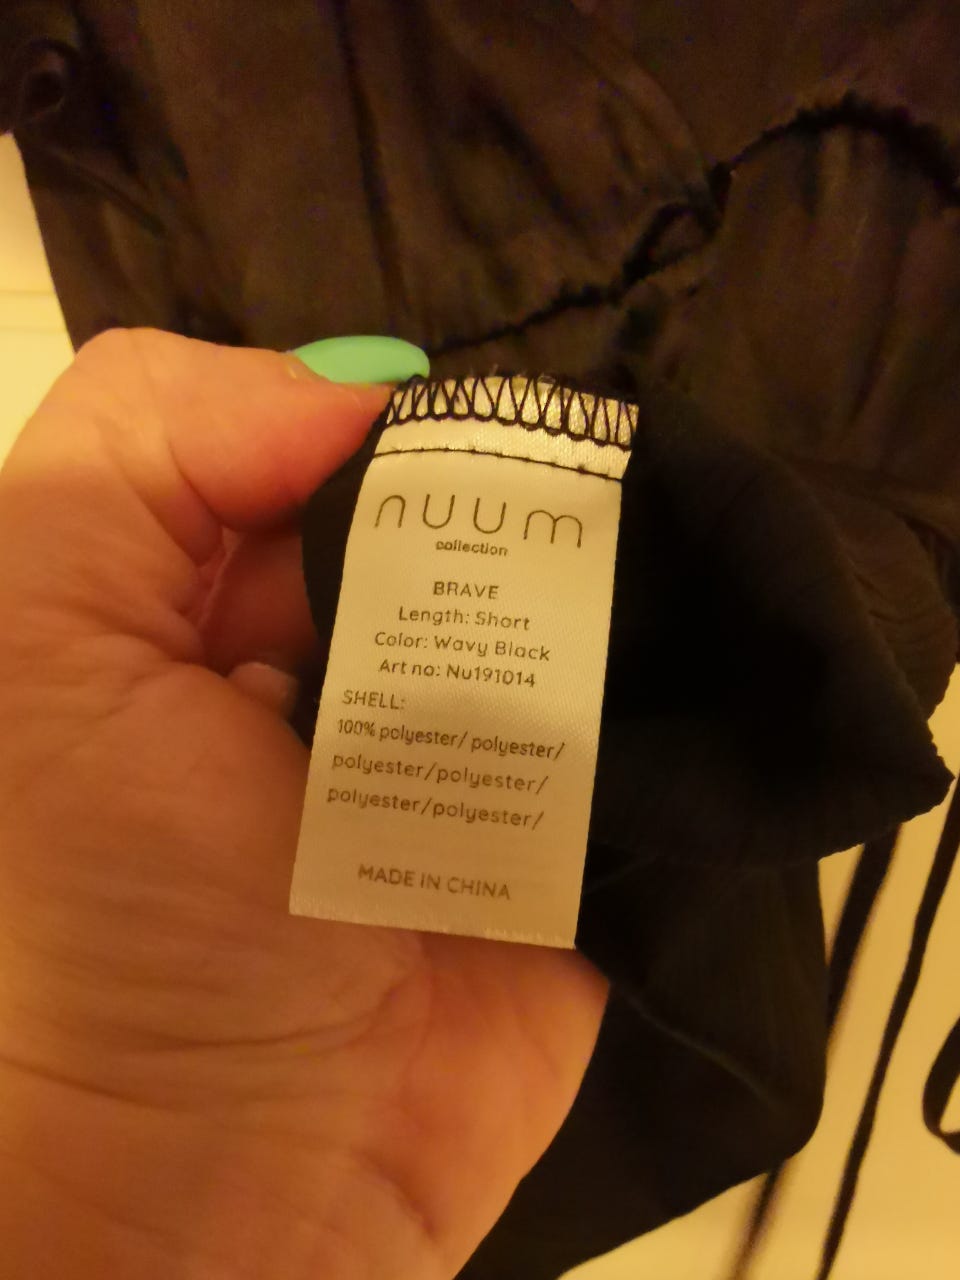 nuum
collection
BRAVE
Length: Short
Color: Wavy Black
Art no: Nu191014
SHELL:
100% polyester/ polyester/
polyester/polyester/
polyester/polyester/
MADE IN CHINA